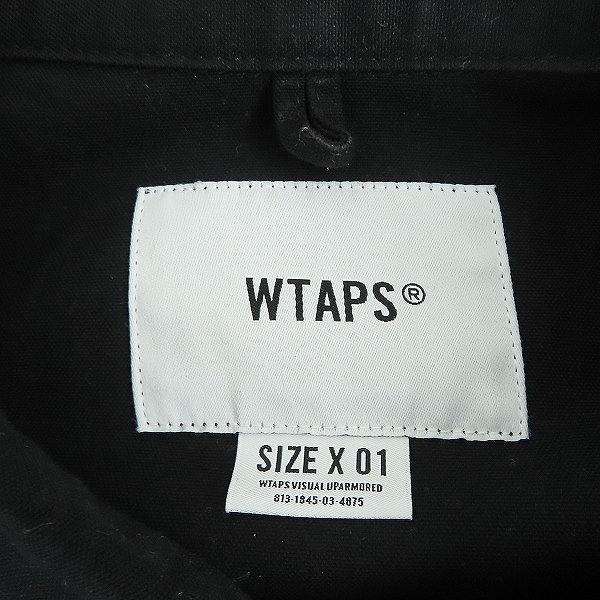 WTAPS®
SIZE X 01
WTAPS VISUAL UPARMORED
813-1845-03-4875